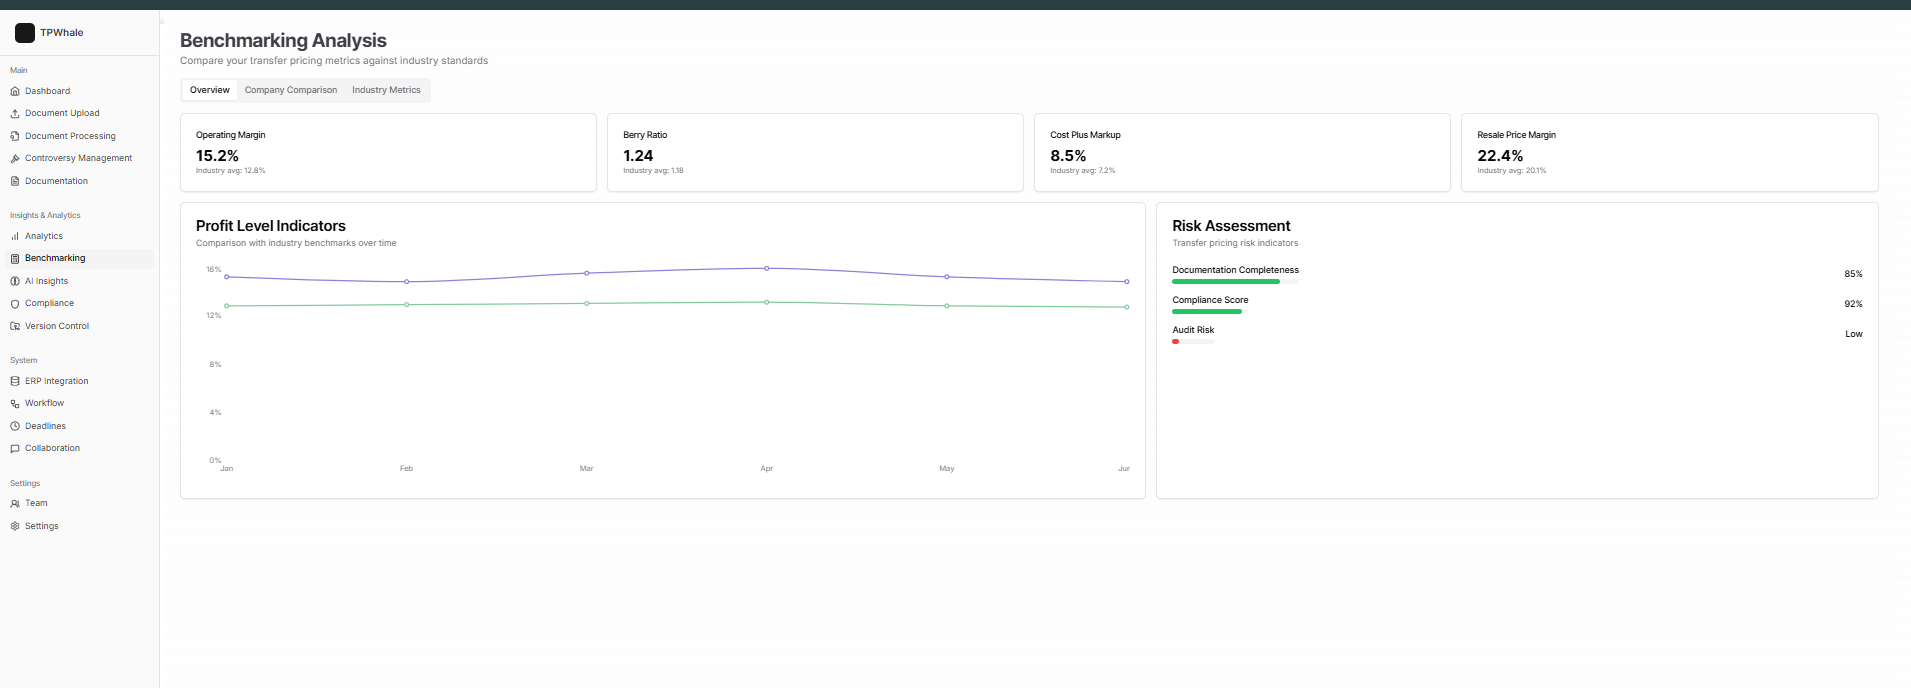 TPWhale
Main
Dashboard
Document Upload
Document Processing
Controversy Management
Documentation
Insights & Analytics
Analytics
Benchmarking
AI Insights
Compliance
Version Control
System
ERP Integration
Workflow
Deadlines
Collaboration
Settings
Team
Settings
Benchmarking Analysis
Compare your transfer pricing metrics against industry standards
Overview Company Comparison Industry Metrics
Operating Margin
15.2%
Industry avg: 12.8%
Berry Ratio
1.24
Industry avg: 1.18
Cost Plus Markup
8.5%
Industry avg: 7.2%
Resale Price Margin
22.4%
Industry avg: 20.1%
Profit Level Indicators
Comparison with industry benchmarks over time
16%
12%
8%
4%
0%
Jan Feb Mar Apr May Jun
Risk Assessment
Transfer pricing risk indicators
Documentation Completeness 85%
Compliance Score 92%
Audit Risk Low